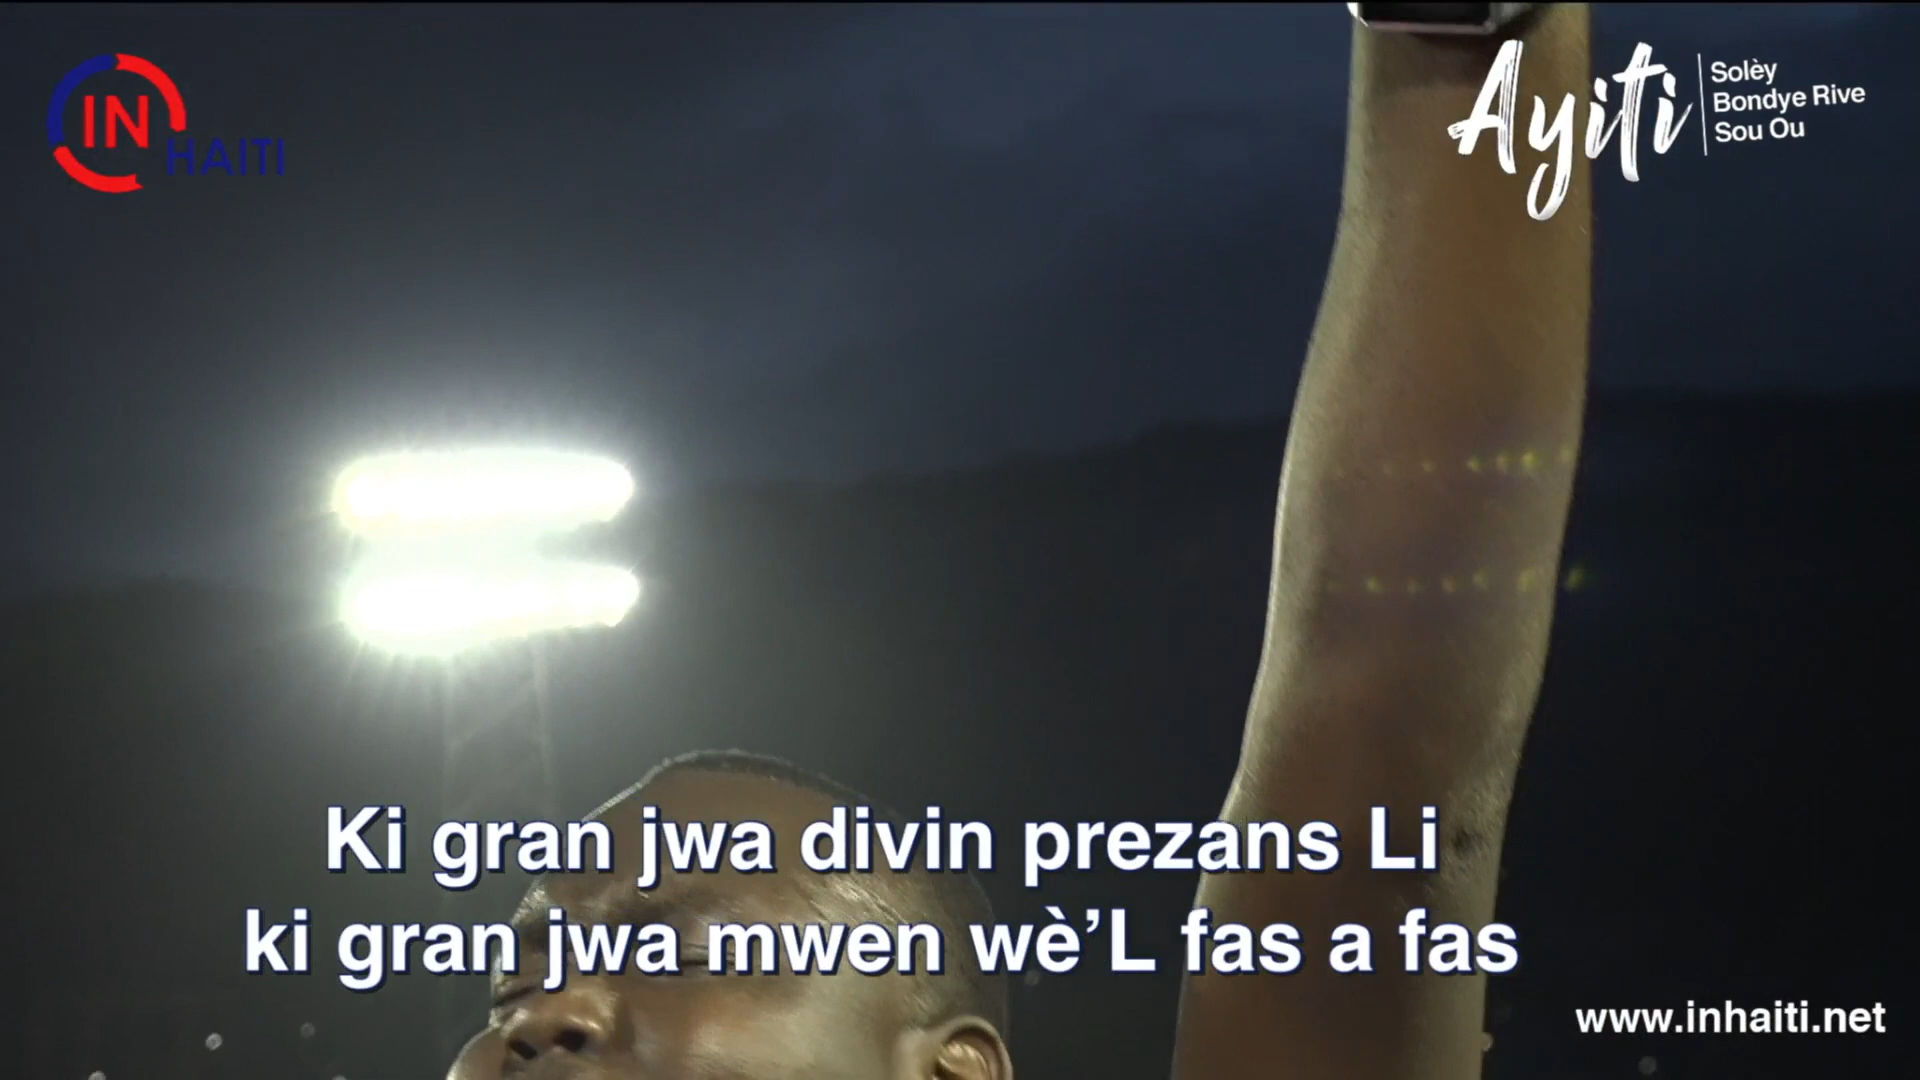 IN
HAITI
Ayiti
Solèy
Bondye Rive
Sou Ou
Ki gran jwa divin prezans Li
ki gran jwa mwen wè’L fas a fas
www.inhaiti.net